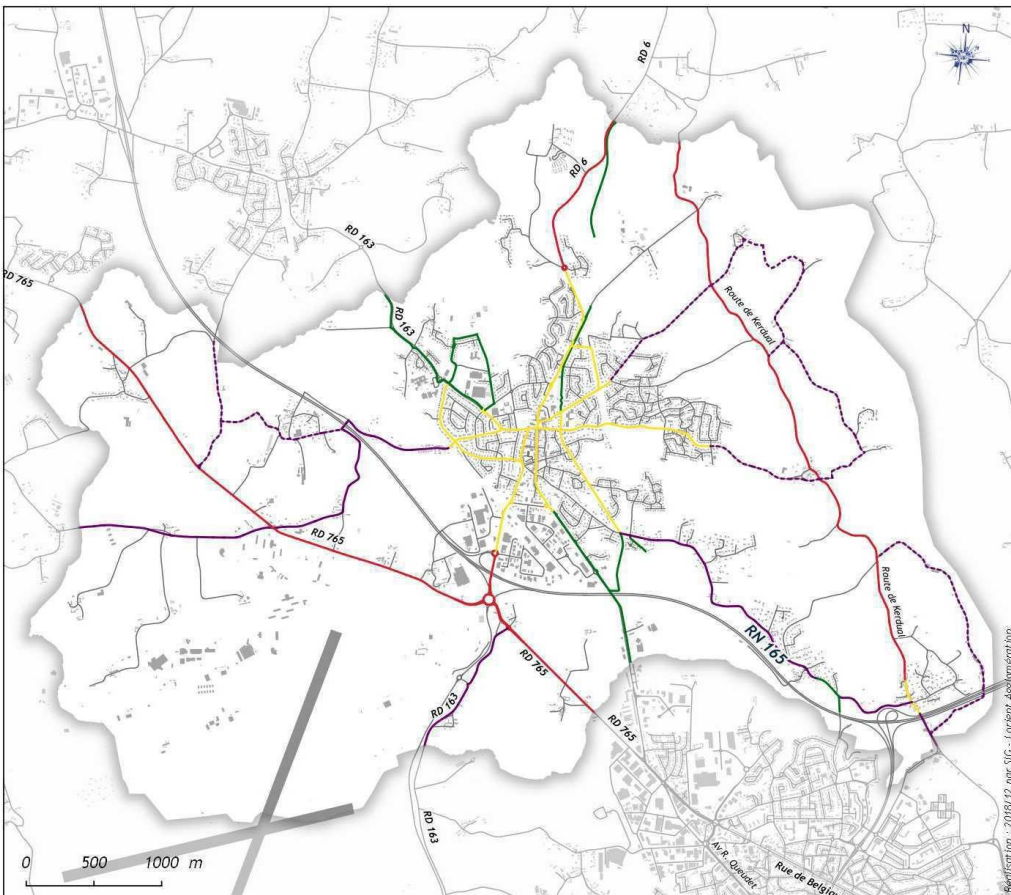 N
RD 6
RD 6
RD 163
RD 765
RD 163
Route de Kerdual
RD 765
Route de Kerdual
RN 165
RD 765
RD 163
RD 765
RD 163
Av R. Queudet
Rue de Belgiq
0 500 1000 m
Réalisation : 2018/12 par SIG - Lorient Agglomération